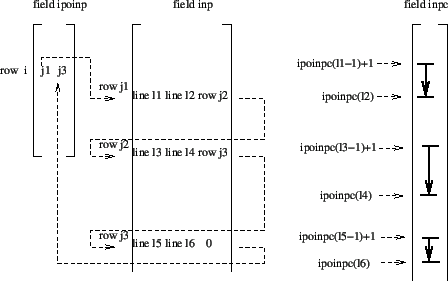 field ipoinp
field inp
field inpc
row i
j1 j3
row j1
line l1 line l2 row j2
row j2
line l3 line l4 row j3
row j3
line l5 line l6 0
ipoinpc(l1−1)+1
ipoinpc(l2)
ipoinpc(l3−1)+1
ipoinpc(l4)
ipoinpc(l5−1)+1
ipoinpc(l6)